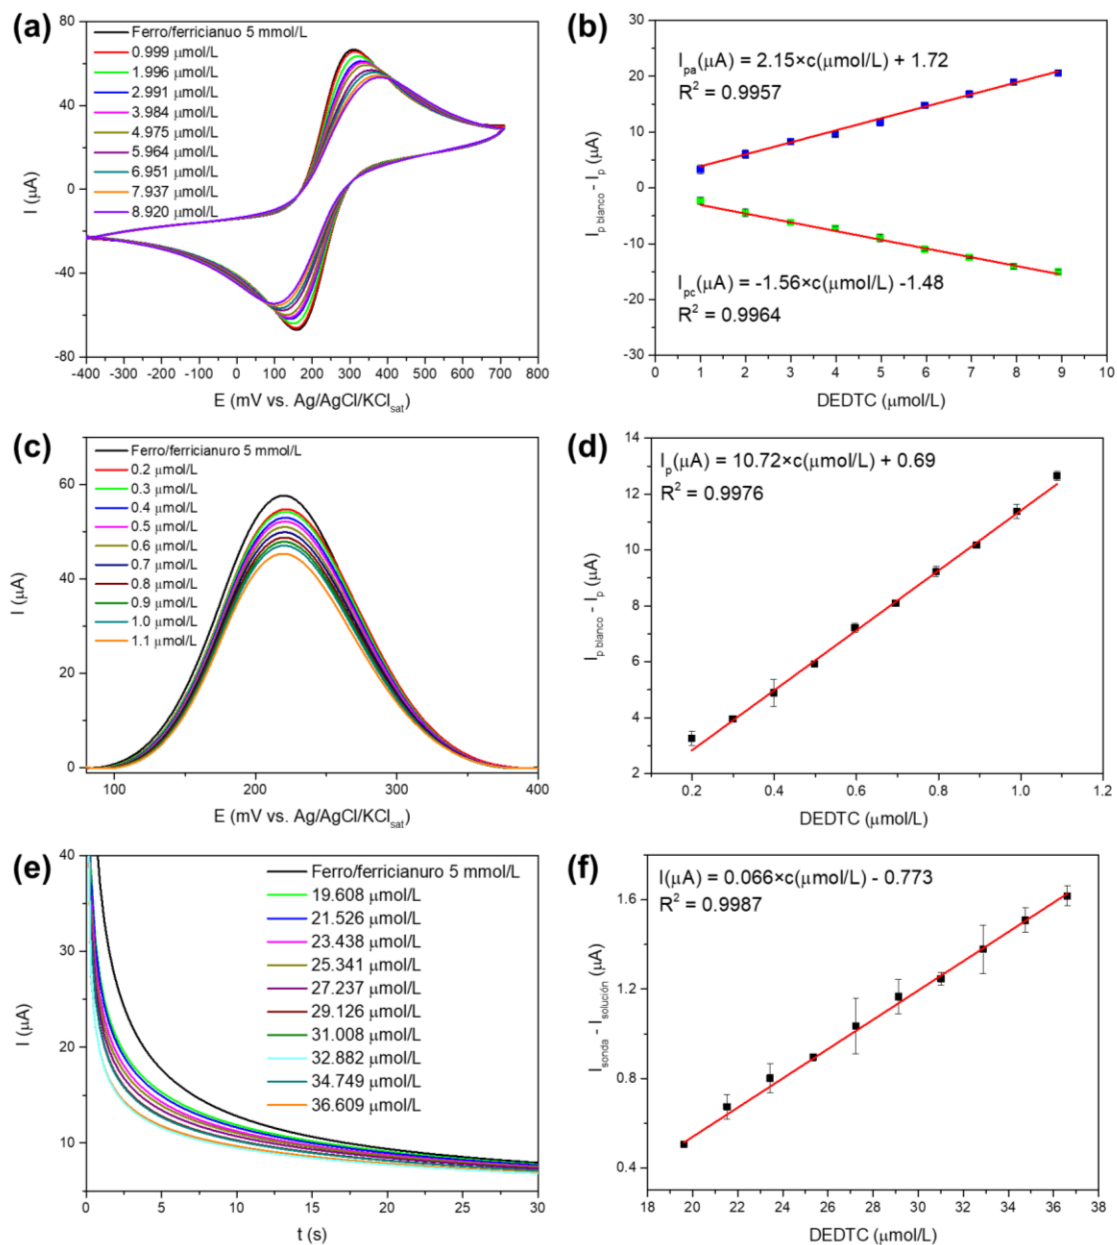 (a)
Ferro/ferricianuo 5 mmol/L
0.999 μmol/L
1.996 μmol/L
2.991 μmol/L
3.984 μmol/L
4.975 μmol/L
5.964 μmol/L
6.951 μmol/L
7.937 μmol/L
8.920 μmol/L
80
40
0
-40
-80
I (μA)
-400 -300 -200 -100 0 100 200 300 400 500 600 700 800
E (mV vs. Ag/AgCl/KCl_sat)
(b)
I_pa(μA) = 2.15×c(μmol/L) + 1.72
R² = 0.9957
I_pc(μA) = -1.56×c(μmol/L) -1.48
R² = 0.9964
30
20
10
0
-10
-20
-30
I_p blanco - I_p (μA)
0 1 2 3 4 5 6 7 8 9 10
DEDTC (μmol/L)
(c)
Ferro/ferricianuro 5 mmol/L
0.2 μmol/L
0.3 μmol/L
0.4 μmol/L
0.5 μmol/L
0.6 μmol/L
0.7 μmol/L
0.8 μmol/L
0.9 μmol/L
1.0 μmol/L
1.1 μmol/L
60
40
20
0
I (μA)
100 200 300 400
E (mV vs. Ag/AgCl/KCl_sat)
(d)
I_p(μA) = 10.72×c(μmol/L) + 0.69
R² = 0.9976
14
12
10
8
6
4
2
I_p blanco - I_p (μA)
0.2 0.4 0.6 0.8 1.0 1.2
DEDTC (μmol/L)
(e)
Ferro/ferricianuro 5 mmol/L
19.608 μmol/L
21.526 μmol/L
23.438 μmol/L
25.341 μmol/L
27.237 μmol/L
29.126 μmol/L
31.008 μmol/L
32.882 μmol/L
34.749 μmol/L
36.609 μmol/L
40
30
20
10
I (μA)
0 5 10 15 20 25 30
t (s)
(f)
I(μA) = 0.066×c(μmol/L) - 0.773
R² = 0.9987
1.6
1.2
0.8
0.4
I_sonda - I_solución (μA)
18 20 22 24 26 28 30 32 34 36 38
DEDTC (μmol/L)